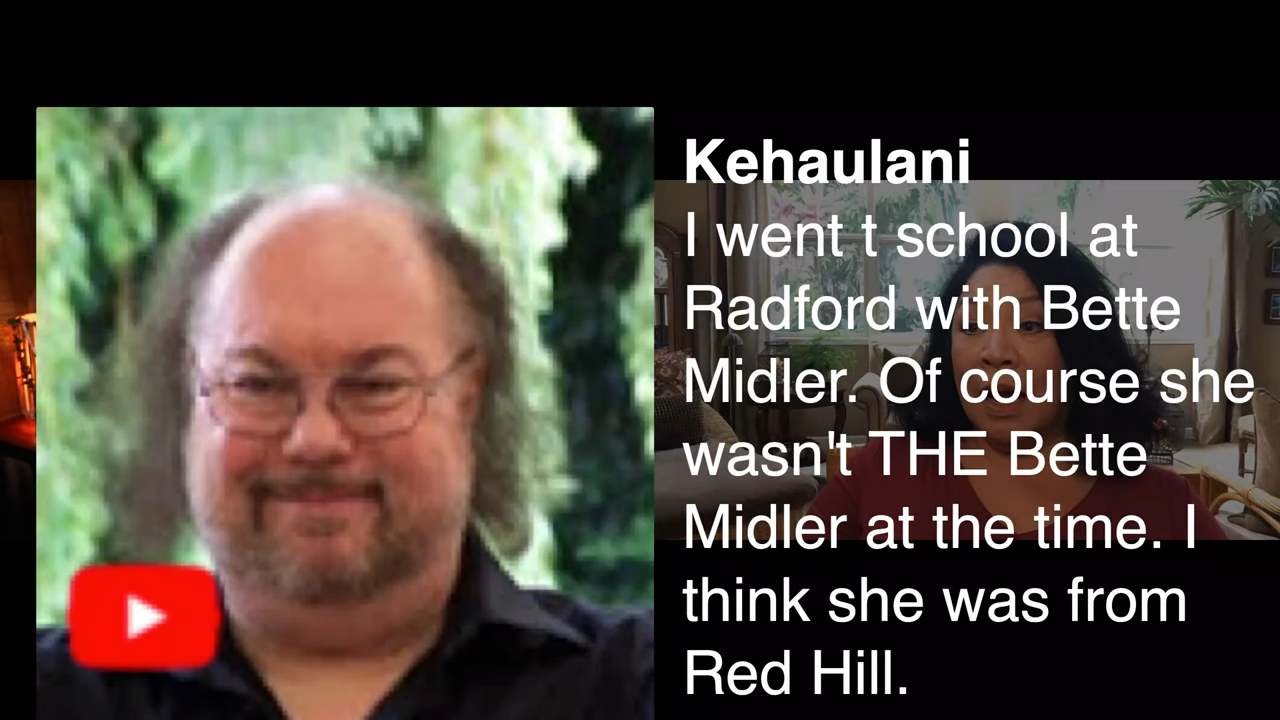 Kehaulani
I went t school at
Radford with Bette
Midler. Of course she
wasn't THE Bette
Midler at the time. I
think she was from
Red Hill.